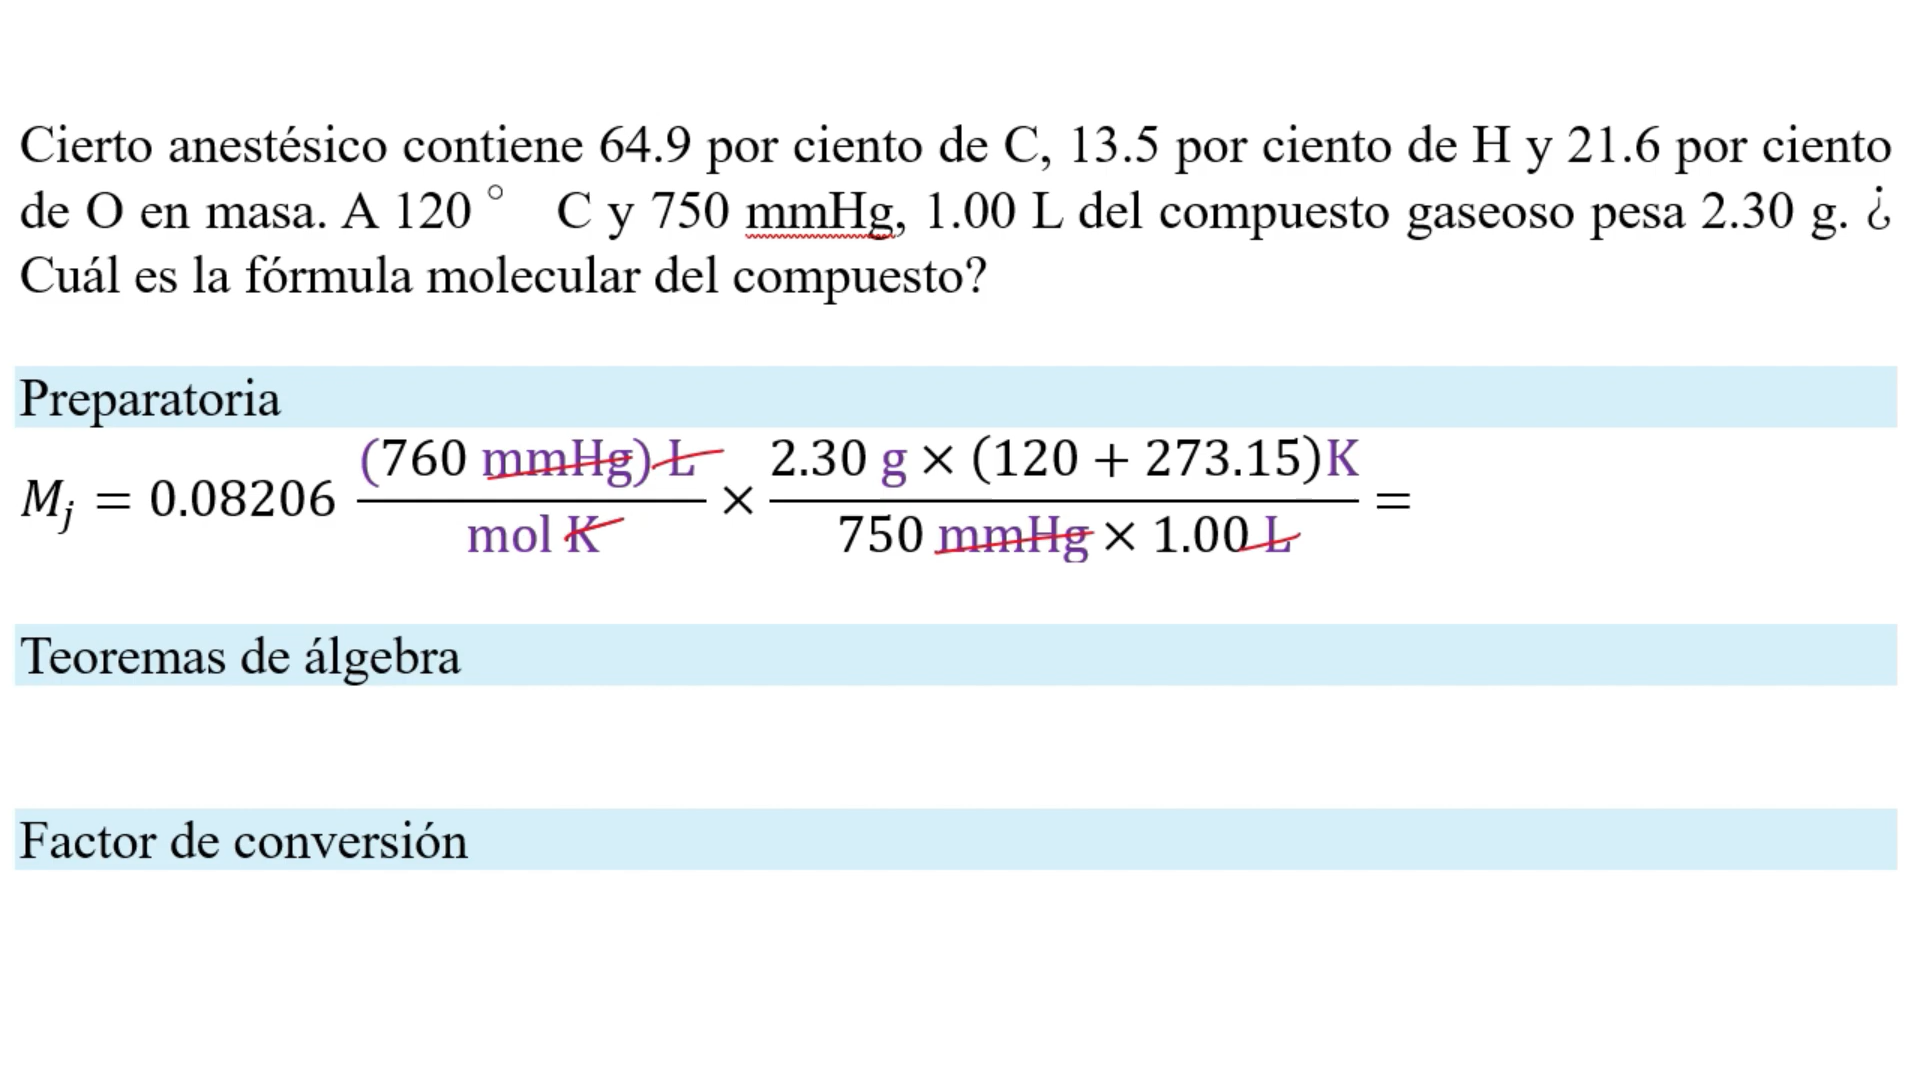 Cierto anestésico contiene 64.9 por ciento de C, 13.5 por ciento de H y 21.6 por ciento
de O en masa. A 120 ° C y 750 mmHg, 1.00 L del compuesto gaseoso pesa 2.30 g. ¿
Cuál es la fórmula molecular del compuesto?
Preparatoria
M_j = 0.08206 (760 mmHg) L / mol K × 2.30 g × (120 + 273.15)K / 750 mmHg × 1.00 L =
Teoremas de álgebra
Factor de conversión